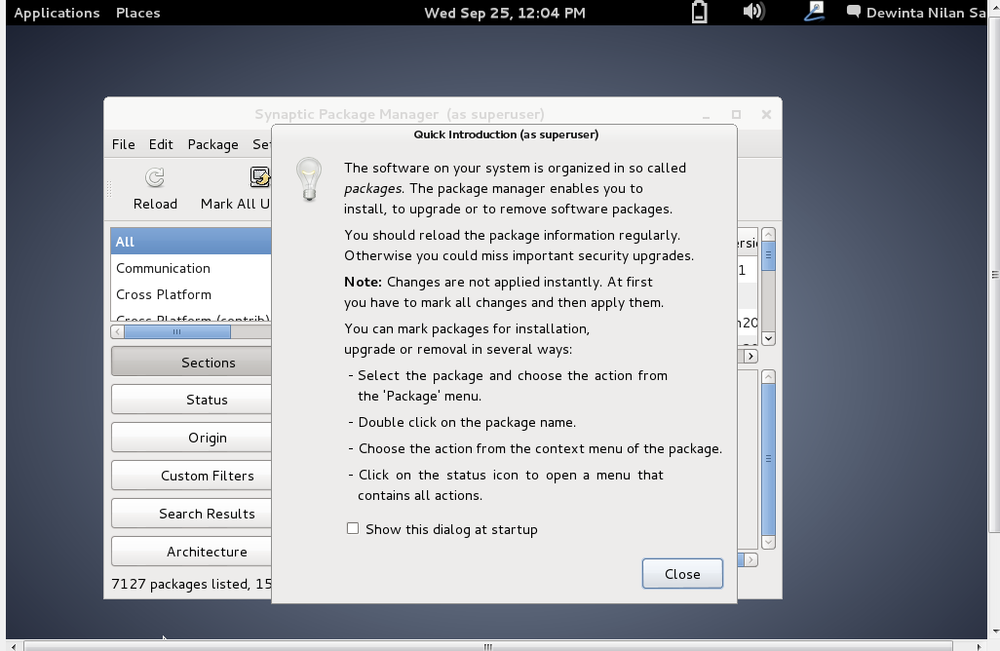 Applications Places Wed Sep 25, 12:04 PM Dewinta Nilan Sa
Synaptic Package Manager (as superuser)
File Edit Package Set
Reload Mark All U
All
Communication
Cross Platform
Cross Platform (contrib)
Sections
Status
Origin
Custom Filters
Search Results
Architecture
7127 packages listed, 15
Quick Introduction (as superuser)
The software on your system is organized in so called
packages. The package manager enables you to
install, to upgrade or to remove software packages.
You should reload the package information regularly.
Otherwise you could miss important security upgrades.
Note: Changes are not applied instantly. At first
you have to mark all changes and then apply them.
You can mark packages for installation,
upgrade or removal in several ways:
- Select the package and choose the action from
the 'Package' menu.
- Double click on the package name.
- Choose the action from the context menu of the package.
- Click on the status icon to open a menu that
contains all actions.
Show this dialog at startup
Close